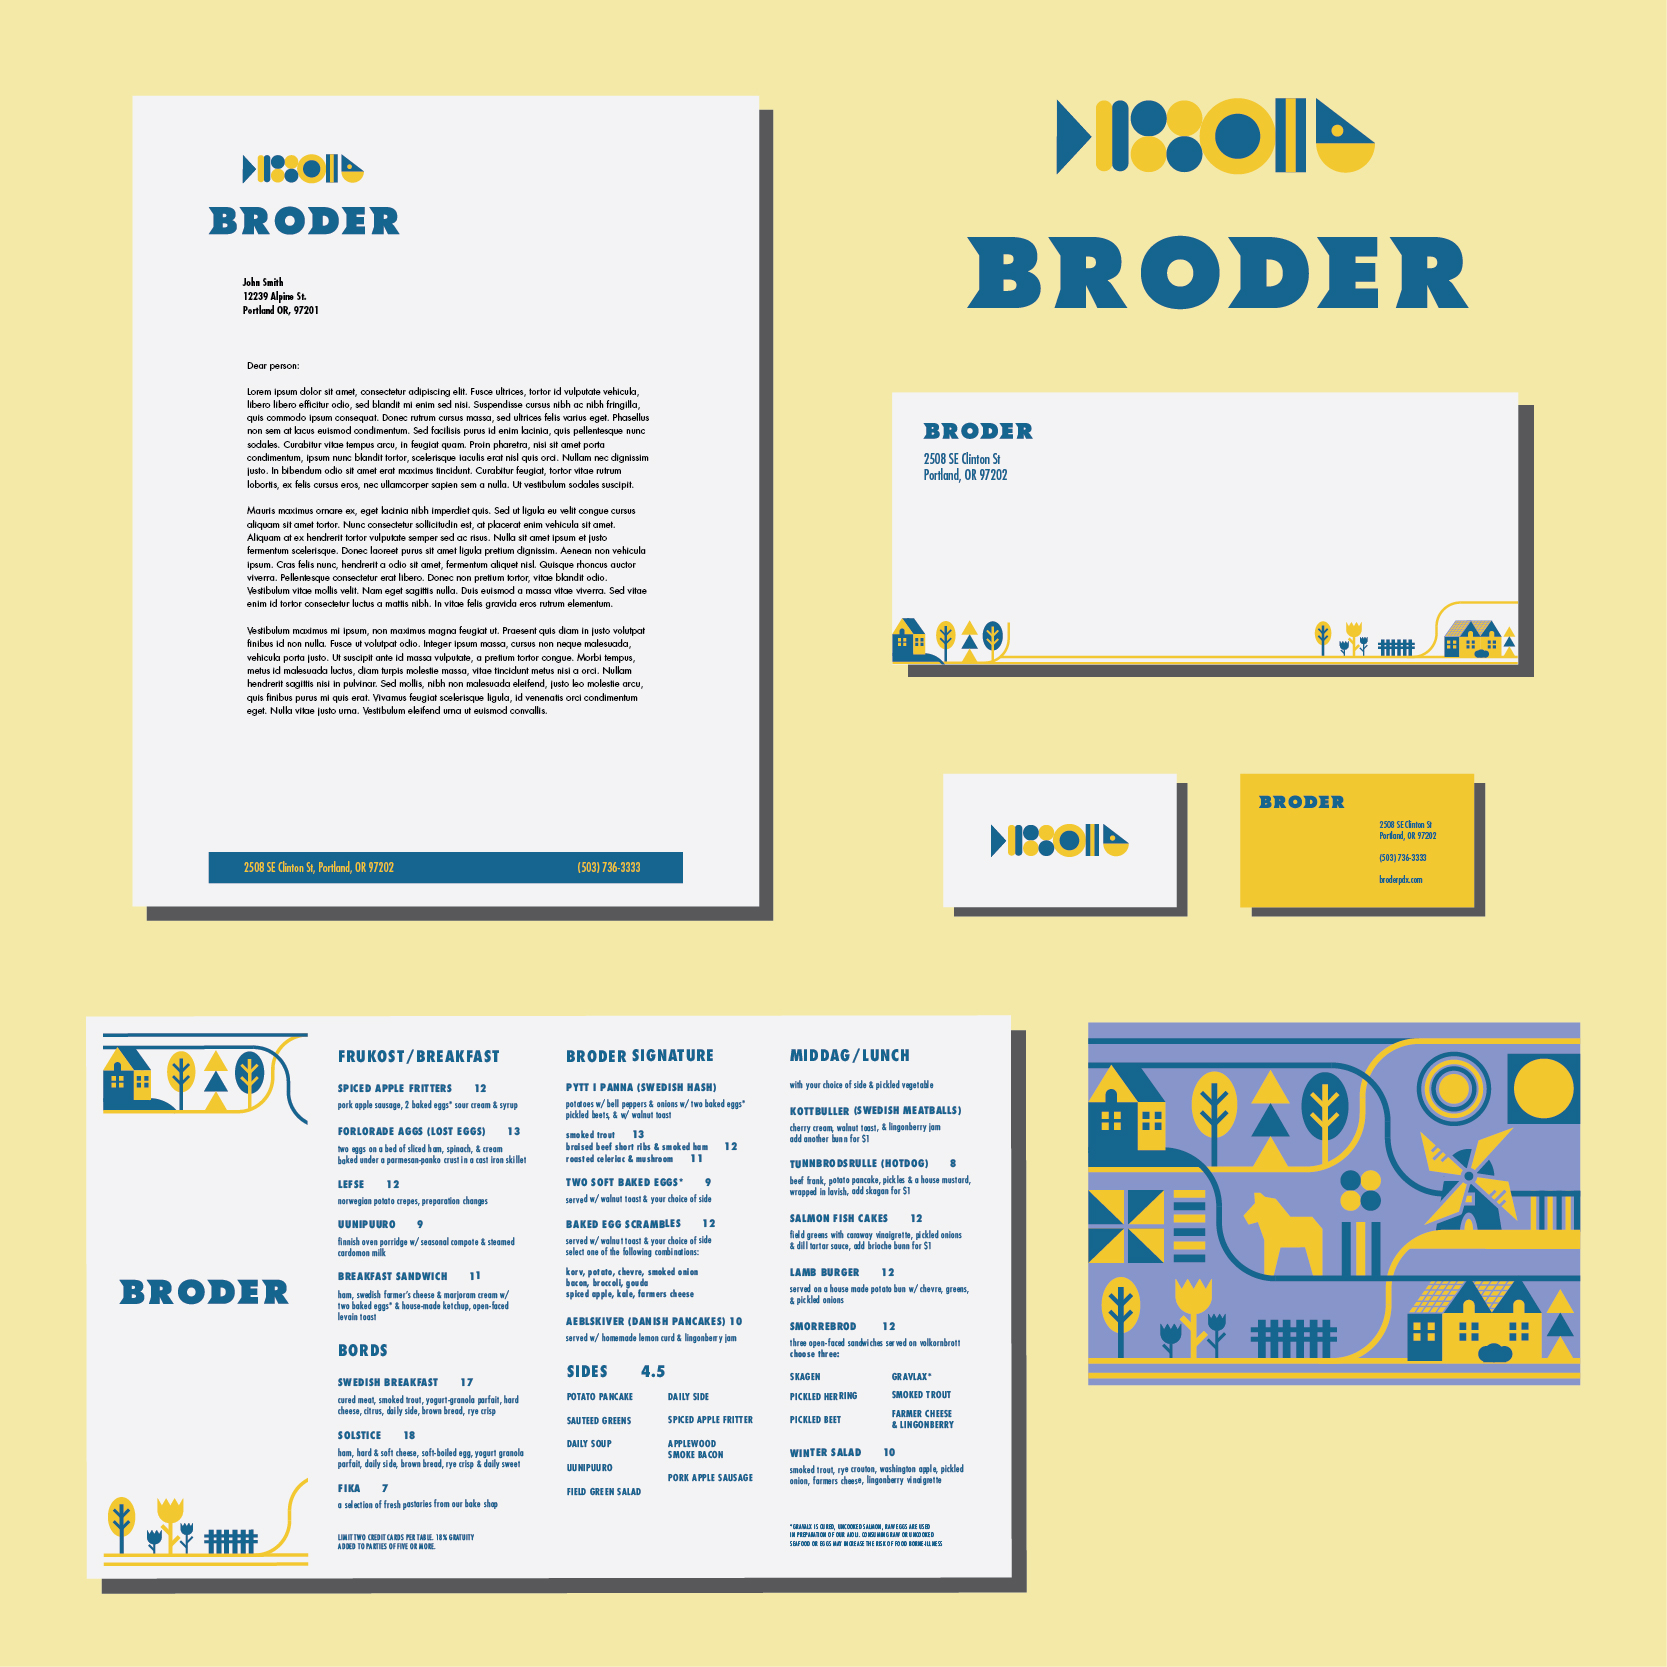 BRODER
John Smith
12239 Alpine St.
Portland OR, 97201
Dear person:
Lorem ipsum dolor sit amet, consectetur adipiscing elit. Fusce ultrices, tortor id vulputate vehicula,
libero libero efficitur odio, sed blandit mi enim sed nisi. Suspendisse cursus nibh ac nibh fringilla,
quis commodo ipsum consequat. Donec rutrum cursus massa, sed ultrices felis varius eget. Phasellus
non sem at lacus euismod condimentum. Sed facilisis purus id enim lacinia, quis pellentesque nunc
sodales. Curabitur vitae tempus arcu, in feugiat quam. Proin pharetra, nisi sit amet porta
condimentum, ipsum nunc blandit tortor, scelerisque iaculis erat nisl quis orci. Nullam nec dignissim
justo. In bibendum odio sit amet erat maximus tincidunt. Curabitur feugiat, tortor vitae rutrum
lobortis, ex felis cursus eros, nec ullamcorper sapien sem a nulla. Ut vestibulum sodales suscipit.
Mauris maximus ornare ex, eget lacinia nibh imperdiet quis. Sed ut ligula eu velit congue cursus
aliquam sit amet tortor. Nunc consectetur sollicitudin est, at placerat enim vehicula sit amet.
Aliquam at ex hendrerit tortor vulputate semper sed ac risus. Nulla sit amet ipsum et justo
fermentum scelerisque. Donec laoreet purus sit amet ligula pretium dignissim. Aenean non vehicula
ipsum. Cras felis nunc, hendrerit a odio sit amet, fermentum aliquet nisl. Quisque rhoncus auctor
viverra. Pellentesque consectetur erat libero. Donec non pretium tortor, vitae blandit odio.
Vestibulum vitae mollis velit. Nam eget sagittis nulla. Duis euismod a massa vitae viverra. Sed vitae
enim id tortor consectetur luctus a mattis nibh. In vitae felis gravida eros rutrum elementum.
Vestibulum maximus mi ipsum, non maximus magna feugiat ut. Praesent quis diam in justo volutpat
finibus id non nulla. Fusce ut volutpat odio. Integer ipsum massa, cursus non neque malesuada,
vehicula porta justo. Ut suscipit ante id massa vulputate, a pretium tortor congue. Morbi tempus,
metus id malesuada luctus, diam turpis molestie massa, vitae tincidunt metus nisi a orci. Nullam
hendrerit sagittis nisi in pulvinar. Sed mollis, nibh non malesuada eleifend, justo leo molestie arcu,
quis finibus purus mi quis erat. Vivamus feugiat scelerisque ligula, id venenatis orci condimentum
eget. Nulla vitae justo urna. Vestibulum eleifend urna ut euismod convallis.
2508 SE Clinton St, Portland, OR 97202 (503) 736-3333
BRODER
BRODER
2508 SE Clinton St
Portland, OR 97202
BRODER
2508 SE Clinton St
Portland, OR 97202
(503) 736-3333
broderpdx.com
BRODER
FRUKOST/BREAKFAST
SPICED APPLE FRITTERS 12
pork apple sausage, 2 baked eggs* sour cream & syrup
FORLORADE AGGS (LOST EGGS) 13
two eggs on a bed of sliced ham, spinach, & cream
baked under a parmesan-panko crust in a cast iron skillet
LEFSE 12
norwegian potato crepes, preparation changes
UUNIPUURO 9
finnish oven porridge w/ seasonal compote & steamed
cardomon milk
BREAKFAST SANDWICH 11
ham, swedish farmer's cheese & marjoram cream w/
two baked eggs* & house-made ketchup, open-faced
levain toast
BORDS
SWEDISH BREAKFAST 17
cured meat, smoked trout, yogurt-granola parfait, hard
cheese, citrus, daily side, brown bread, rye crisp
SOLSTICE 18
ham, hard & soft cheese, soft-boiled egg, yogurt granola
parfait, daily side, brown bread, rye crisp & daily sweet
FIKA 7
a selection of fresh pastaries from our bake shop
LIMIT TWO CREDIT CARDS PER TABLE. 18% GRATUITY
ADDED TO PARTIES OF FIVE OR MORE.
BRODER SIGNATURE
PYTT I PANNA (SWEDISH HASH)
potatoes w/ bell peppers & onions w/ two baked eggs*
pickled beets, & w/ walnut toast
smoked trout 13
braised beef short ribs & smoked ham 12
roasted celeriac & mushroom 11
TWO SOFT BAKED EGGS* 9
served w/ walnut toast & your choice of side
BAKED EGG SCRAMBLES 12
served w/ walnut toast & your choice of side
select one of the following combinations:
korv, potato, chevre, smoked onion
bacon, broccoli, gouda
spiced apple, kale, farmers cheese
AEBLSKIVER (DANISH PANCAKES) 10
served w/ homemade lemon curd & lingonberry jam
SIDES 4.5
POTATO PANCAKE
SAUTEED GREENS
DAILY SOUP
UUNIPUURO
FIELD GREEN SALAD
DAILY SIDE
SPICED APPLE FRITTER
APPLEWOOD
SMOKE BACON
PORK APPLE SAUSAGE
MIDDAG/LUNCH
with your choice of side & pickled vegetable
KOTTBULLER (SWEDISH MEATBALLS)
cherry cream, walnut toast, & lingonberry jam
add another bunn for $1
TUNNBRODSRULLE (HOTDOG) 8
beef frank, potato pancake, pickles & a house mustard,
wrapped in lavish, add skagan for $1
SALMON FISH CAKES 12
field greens with caraway vinaigrette, pickled onions
& dill tartar sauce, add brioche bunn for $1
LAMB BURGER 12
served on a house made potato bun w/ chevre, greens,
& pickled onions
SMORREBROD 12
three open-faced sandwiches served on volkornbrott
choose three:
SKAGEN
PICKLED HERRING
PICKLED BEET
GRAVLAX*
SMOKED TROUT
FARMER CHEESE
& LINGONBERRY
WINTER SALAD 10
smoked trout, rye crouton, washington apple, pickled
onion, farmers cheese, lingonberry vinaigrette
*GRAVALX IS CURED, UNCOOKED SALMON, RAW EGGS ARE USED
IN PREPARATION OF OUR AIOLI. CONSUMING RAW OR UNCOOKED
SEAFOOD OR EGGS MAY INCREASE THE RISK OF FOOD BORNE ILLNESS